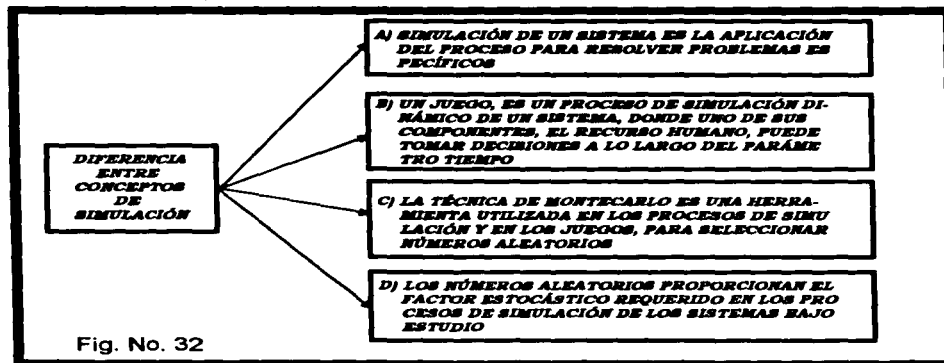 A) SIMULACIÓN DE UN SISTEMA ES LA APLICACIÓN
DEL PROCESO PARA RESOLVER PROBLEMAS ES
PECÍFICOS
B) UN JUEGO, ES UN PROCESO DE SIMULACIÓN DI-
NÁMICO DE UN SISTEMA, DONDE UNO DE SUS
COMPONENTES, EL RECURSO HUMANO, PUEDE
TOMAR DECISIONES A LO LARGO DEL PARÁME
TRO TIEMPO
DIFERENCIA
ENTRE
CONCEPTOS
DE
SIMULACIÓN
C) LA TÉCNICA DE MONTECARLO ES UNA HERRA-
MIENTA UTILIZADA EN LOS PROCESOS DE SIMU
LACIÓN Y EN LOS JUEGOS, PARA SELECCIONAR
NÚMEROS ALEATORIOS
D) LOS NÚMEROS ALEATORIOS PROPORCIONAN EL
FACTOR ESTOCÁSTICO REQUERIDO EN LOS PRO
CESOS DE SIMULACIÓN DE LOS SISTEMAS BAJO
ESTUDIO
Fig. No. 32